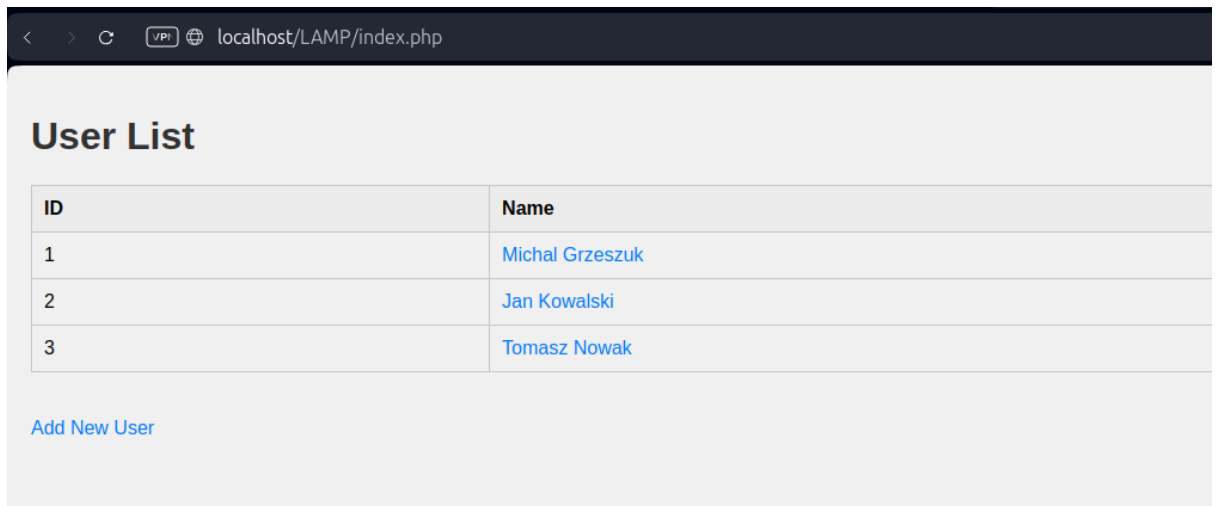 VPN localhost/LAMP/index.php
User List
ID Name
1 Michal Grzeszuk
2 Jan Kowalski
3 Tomasz Nowak
Add New User